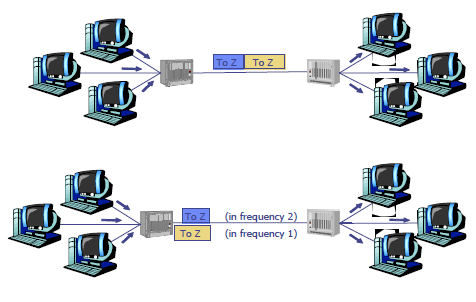 To Z To Z
To Z (in frequency 2)
To Z (in frequency 1)